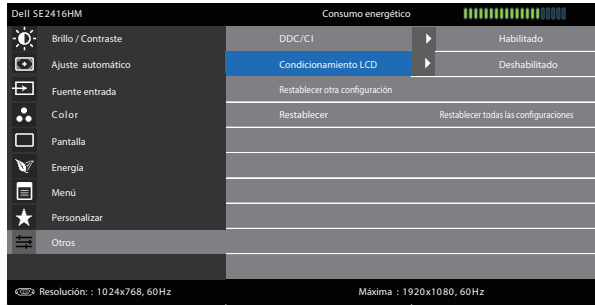 Dell SE2416HM Consumo energético
Brillo / Contraste DDC/CI Habilitado
Ajuste automático Condicionamiento LCD Deshabilitado
Fuente entrada Restablecer otra configuración
Color Restablecer Restablecer todas las configuraciones
Pantalla
Energía
Menú
Personalizar
Otros
Resolución: : 1024x768, 60Hz Máxima : 1920x1080, 60Hz